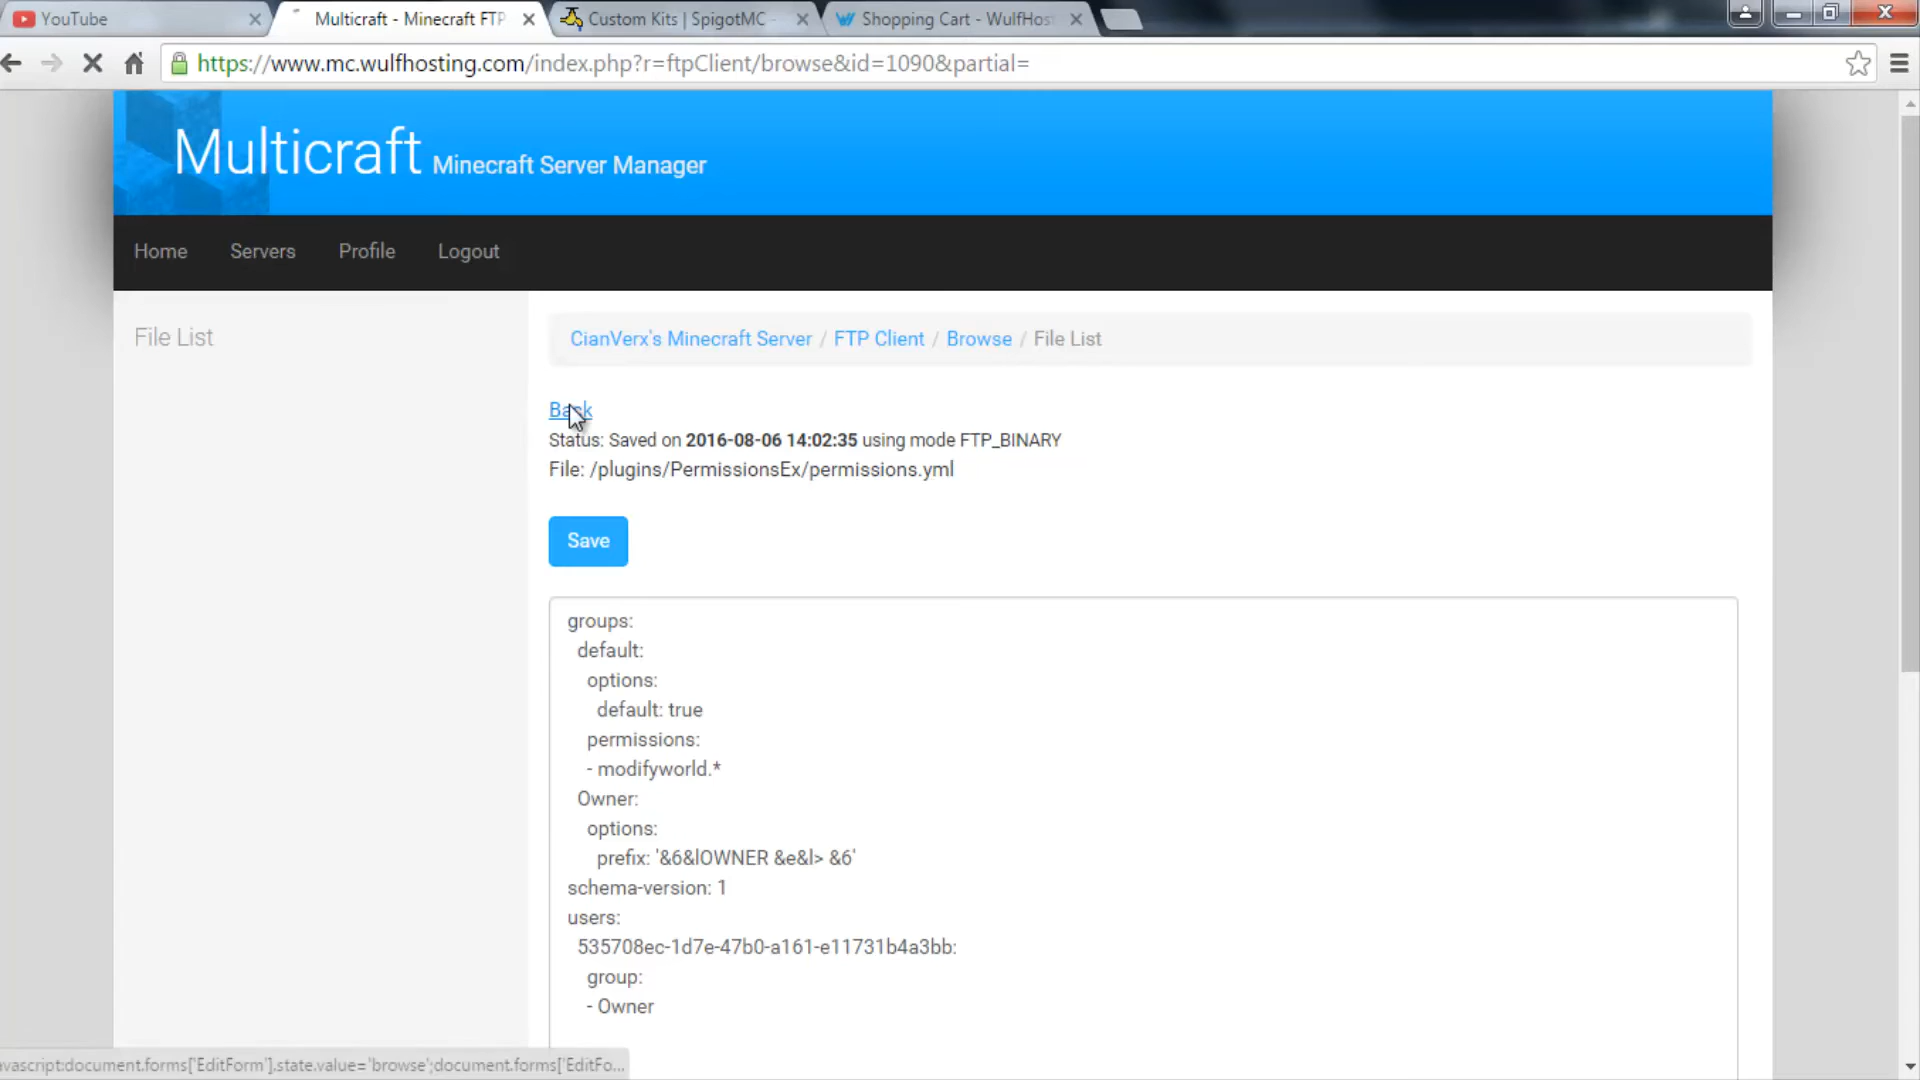 YouTube
Multicraft - Minecraft FTP
Custom Kits | SpigotMC -
Shopping Cart - WulfHos
https://www.mc.wulfhosting.com/index.php?r=ftpClient/browse&id=1090&partial=
Multicraft Minecraft Server Manager
Home Servers Profile Logout
File List
CianVerx's Minecraft Server / FTP Client / Browse / File List
Back
Status: Saved on 2016-08-06 14:02:35 using mode FTP_BINARY
File: /plugins/PermissionsEx/permissions.yml
Save
groups:
default:
options:
default: true
permissions:
- modifyworld.*
Owner:
options:
prefix: '&6&lOWNER &e&l> &6'
schema-version: 1
users:
535708ec-1d7e-47b0-a161-e11731b4a3bb:
group:
- Owner
avascript:document.forms['EditForm'].state.value='browse';document.forms['EditFo...